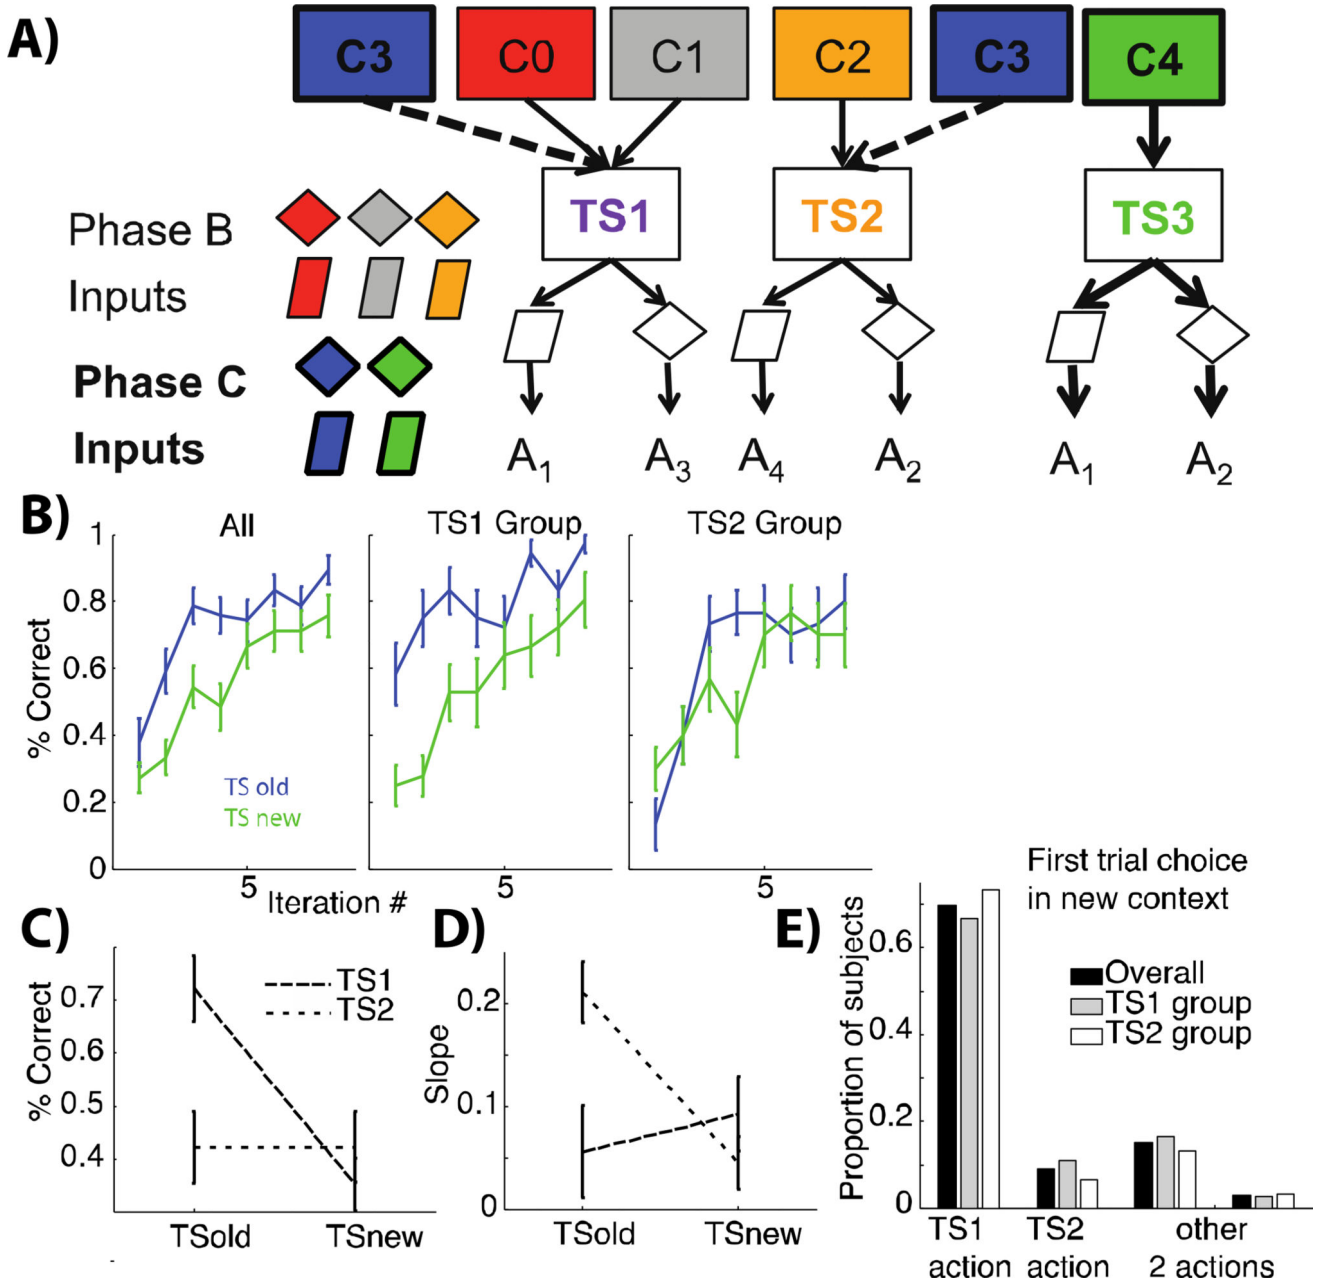 A)
C3 C0 C1 C2 C3 C4
TS1 TS2 TS3
Phase B
Inputs
Phase C
Inputs
A1 A3 A4 A2 A1 A2
B)
All TS1 Group TS2 Group
1
0.8
0.6
0.4
0.2
0
% Correct
TS old
TS new
5 5 5
Iteration #
C)
% Correct
0.7
0.6
0.5
0.4
TS1
TS2
TSold TSnew
D)
Slope
0.2
0.1
0
TSold TSnew
E)
First trial choice
in new context
Proportion of subjects
0.6
0.4
0.2
0
Overall
TS1 group
TS2 group
TS1
action
TS2
action
other
2 actions